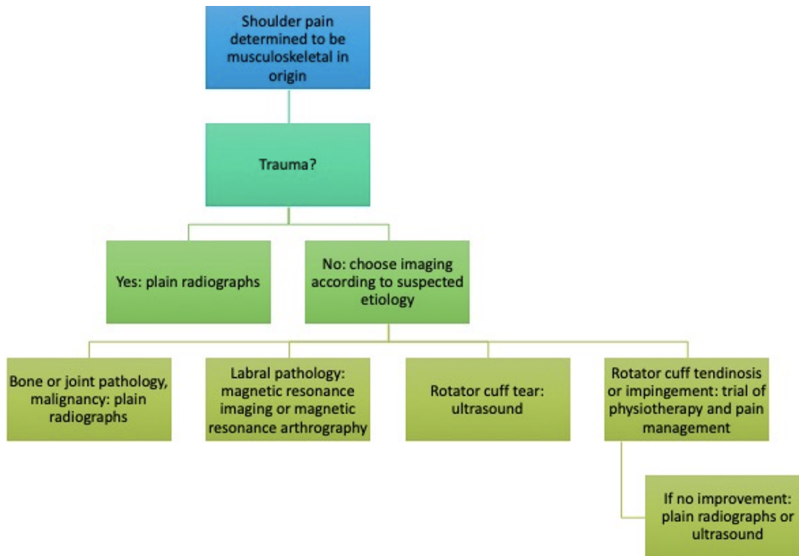 Shoulder pain
determined to be
musculoskeletal in
origin
Trauma?
Yes: plain radiographs
No: choose imaging
according to suspected
etiology
Bone or joint pathology,
malignancy: plain
radiographs
Labral pathology:
magnetic resonance
imaging or magnetic
resonance arthrography
Rotator cuff tear:
ultrasound
Rotator cuff tendinosis
or impingement: trial of
physiotherapy and pain
management
If no improvement:
plain radiographs or
ultrasound